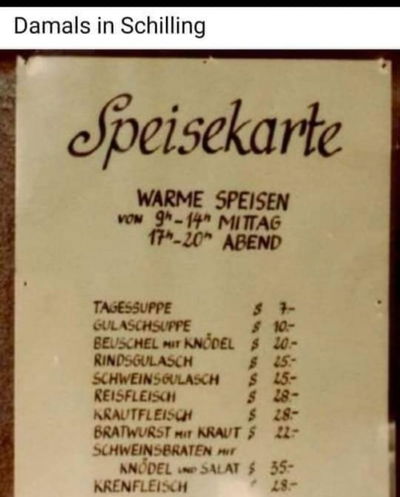 Damals in Schilling
Speisekarte
WARME SPEISEN
VON 9h-14h MITTAG
17h-20h ABEND
TAGESSUPPE $ 7.-
GULASCHSUPPE $ 10.-
BEUSCHEL MIT KNÖDEL $ 20.-
RINDSGULASCH $ 25.-
SCHWEINSGULASCH $ 25.-
REISFLEISCH $ 28.-
KRAUTFLEISCH $ 28.-
BRATWURST MIT KRAUT $ 22.-
SCHWEINSBRATEN MIT
KNÖDEL UND SALAT $ 35.-
KRENFLEISCH 28.-